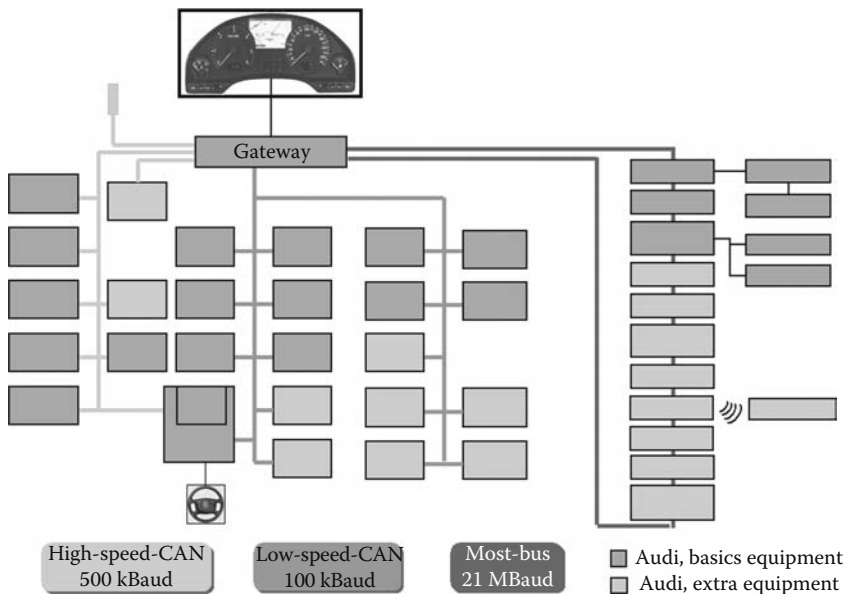 Gateway
High-speed-CAN
500 kBaud
Low-speed-CAN
100 kBaud
Most-bus
21 MBaud
Audi, basics equipment
Audi, extra equipment